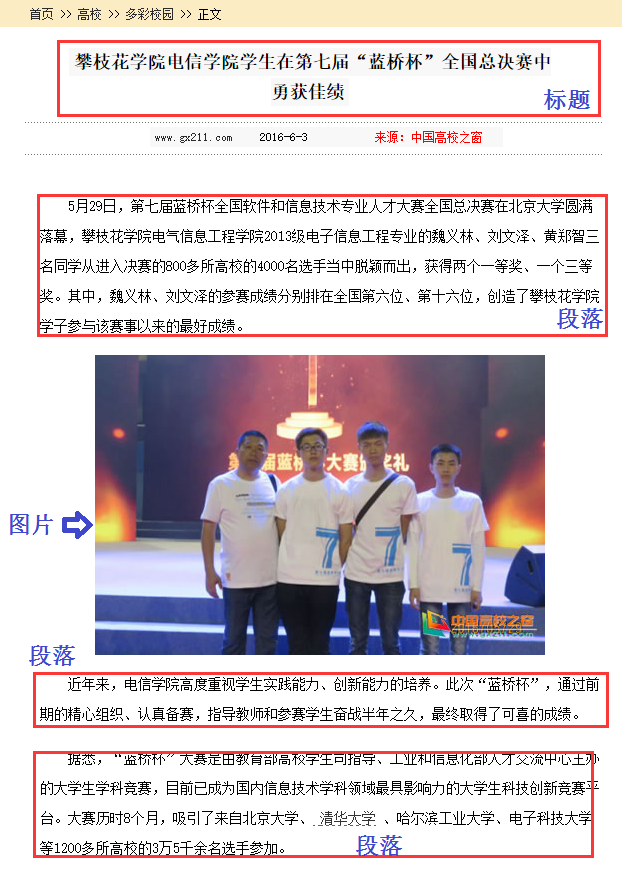 首页 >> 高校 >> 多彩校园 >> 正文
攀枝花学院电信学院学生在第七届“蓝桥杯”全国总决赛中
勇获佳绩
标题
www.gx211.com 2016-6-3 来源：中国高校之窗
5月29日，第七届蓝桥杯全国软件和信息技术专业人才大赛全国总决赛在北京大学圆满
落幕，攀枝花学院电气信息工程学院2013级电子信息工程专业的魏义林、刘文泽、黄郑智三
名同学从进入决赛的800多所高校的4000名选手当中脱颖而出，获得两个一等奖、一个三等
奖。其中，魏义林、刘文泽的参赛成绩分别排在全国第六位、第十六位，创造了攀枝花学院
学子参与该赛事以来的最好成绩。
段落
届蓝桥 大赛 奖礼
7
7
7
图片
中国高校之窗
段落
近年来，电信学院高度重视学生实践能力、创新能力的培养。此次“蓝桥杯”，通过前
期的精心组织、认真备赛，指导教师和参赛学生奋战半年之久，最终取得了可喜的成绩。
据悉，“蓝桥杯”大赛是由教育部高校学生司指导、工业和信息化部人才交流中心主办
的大学生学科竞赛，目前已成为国内信息技术学科领域最具影响力的大学生科技创新竞赛平
台。大赛历时8个月，吸引了来自北京大学、 清华大学 、哈尔滨工业大学、电子科技大学
等1200多所高校的3万5千余名选手参加。
段落